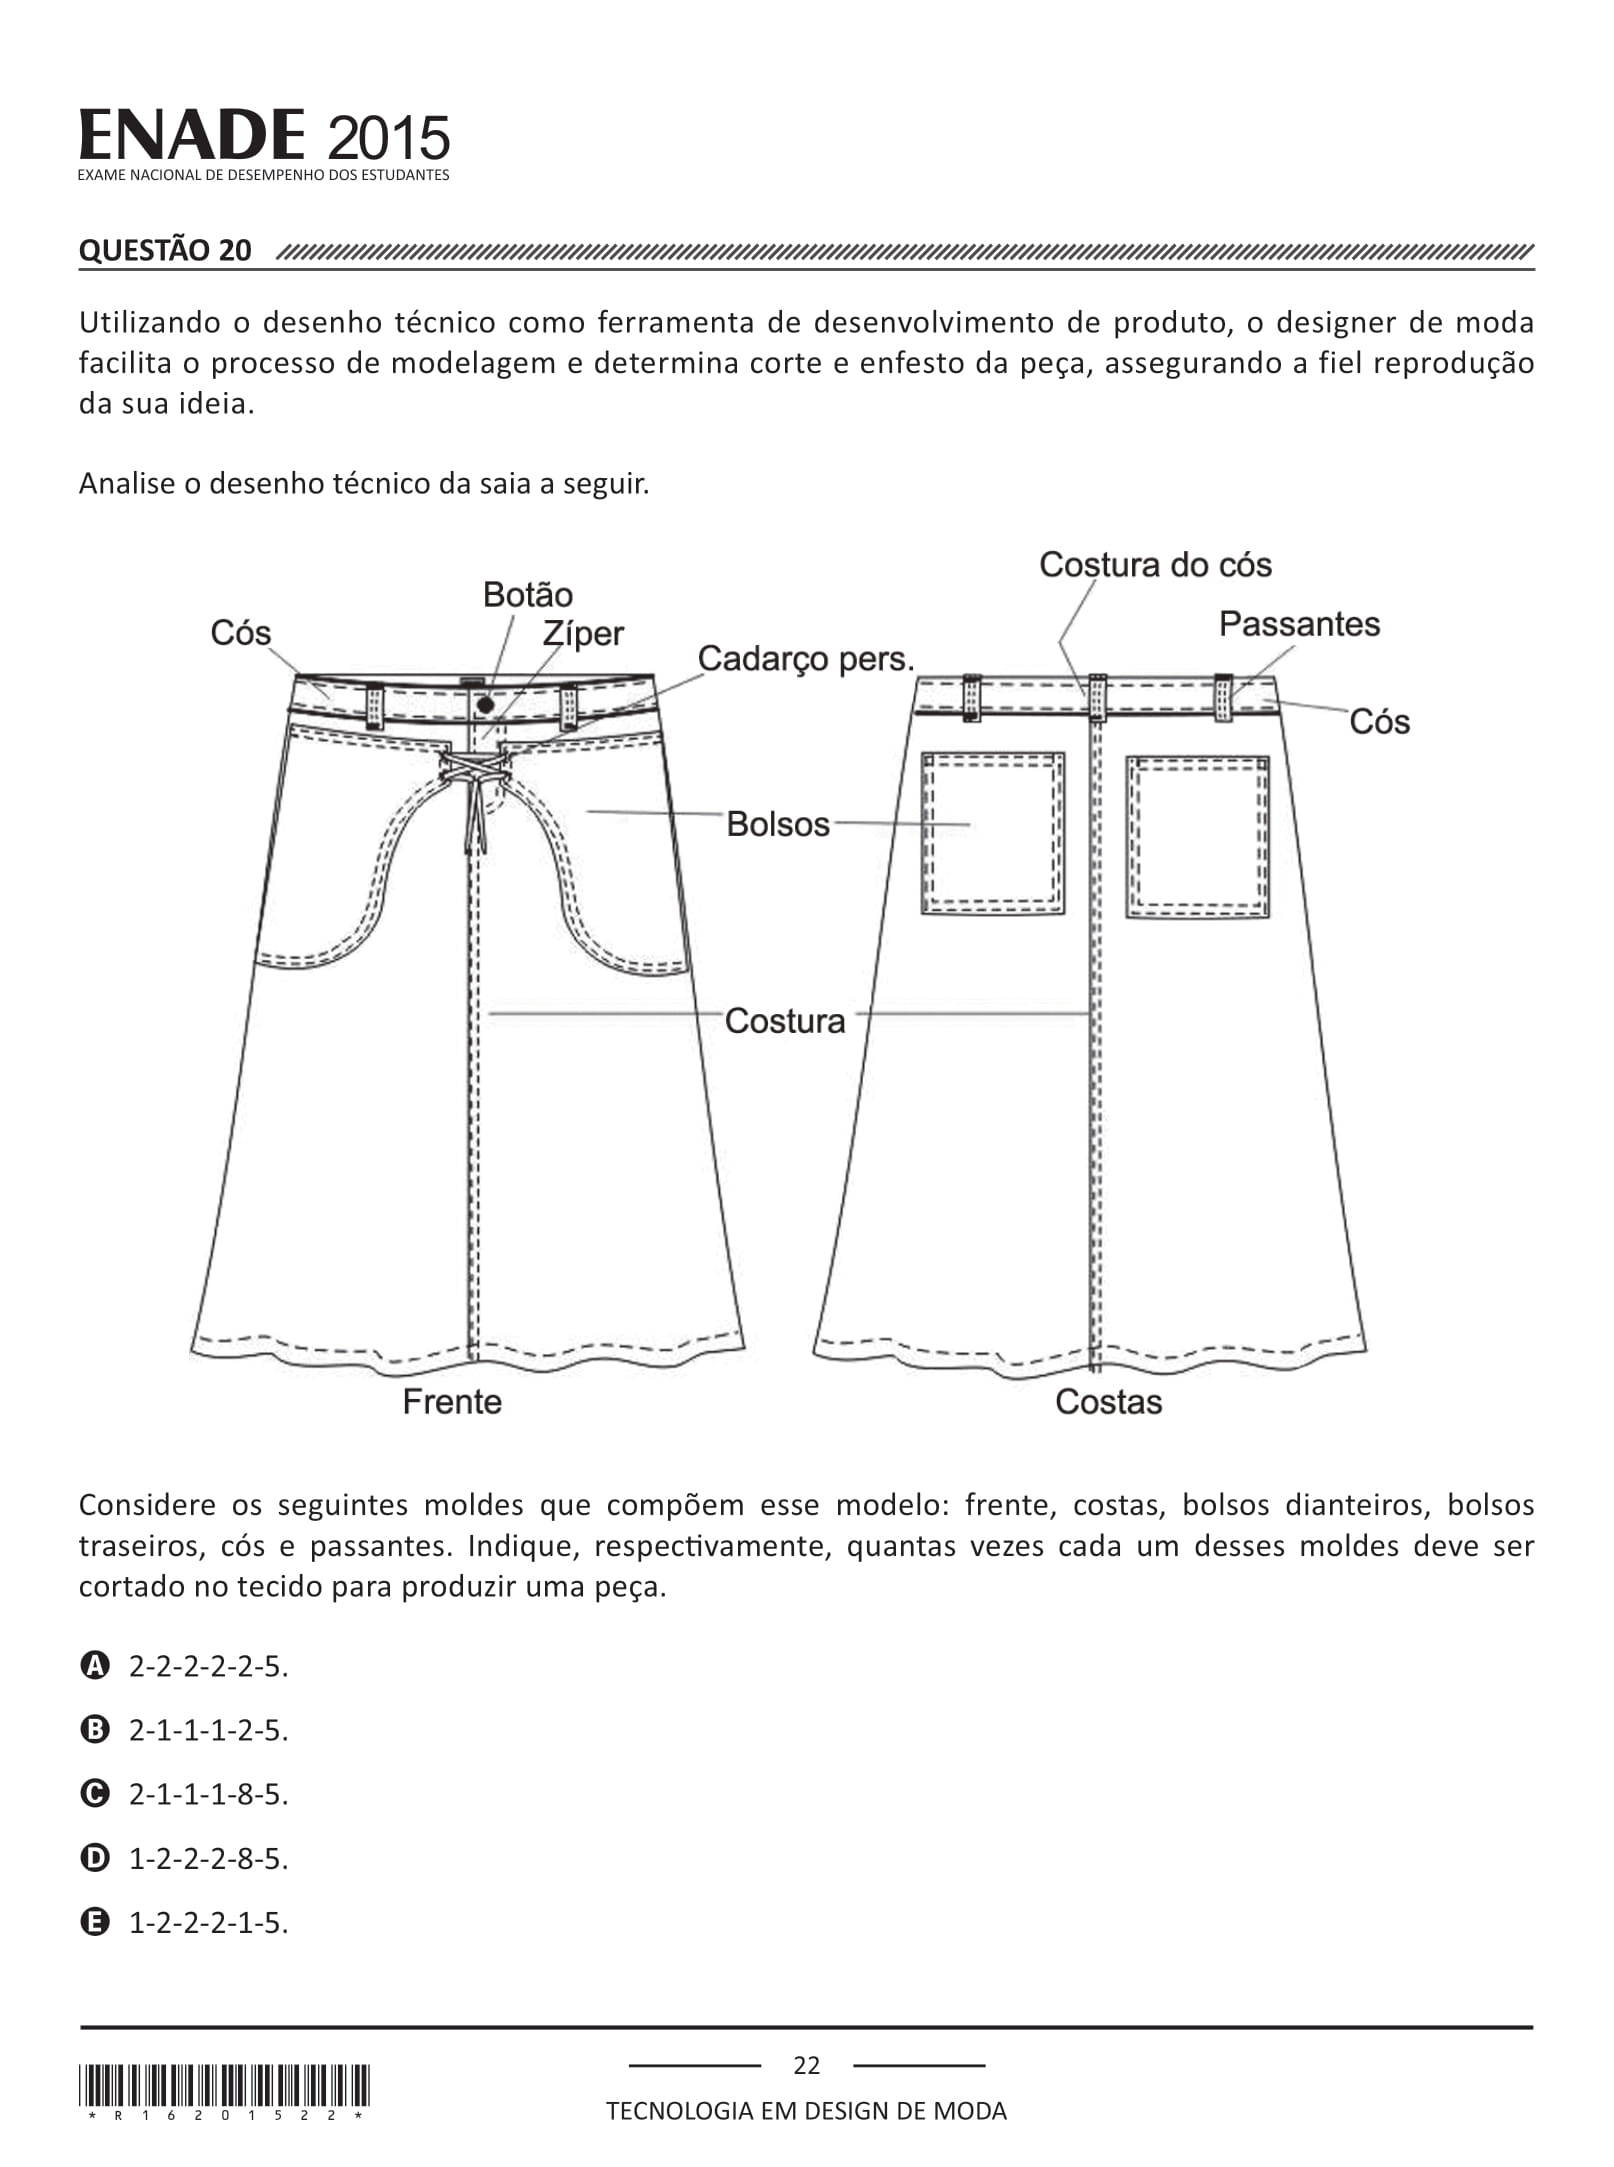 ENADE 2015
EXAME NACIONAL DE DESEMPENHO DOS ESTUDANTES
QUESTÃO 20
Utilizando o desenho técnico como ferramenta de desenvolvimento de produto, o designer de moda
facilita o processo de modelagem e determina corte e enfesto da peça, assegurando a fiel reprodução
da sua ideia.
Analise o desenho técnico da saia a seguir.
Costura do cós
Botão
Passantes
Cós
Zíper
Cadarço pers.
Cós
Bolsos
Costura
Frente
Costas
Considere os seguintes moldes que compõem esse modelo: frente, costas, bolsos dianteiros, bolsos
traseiros, cós e passantes. Indique, respectivamente, quantas vezes cada um desses moldes deve ser
cortado no tecido para produzir uma peça.
A 2-2-2-2-2-5.
B 2-1-1-1-2-5.
C 2-1-1-1-8-5.
D 1-2-2-2-8-5.
E 1-2-2-2-1-5.
22
* R 1 6 2 0 1 5 2 2 *
TECNOLOGIA EM DESIGN DE MODA